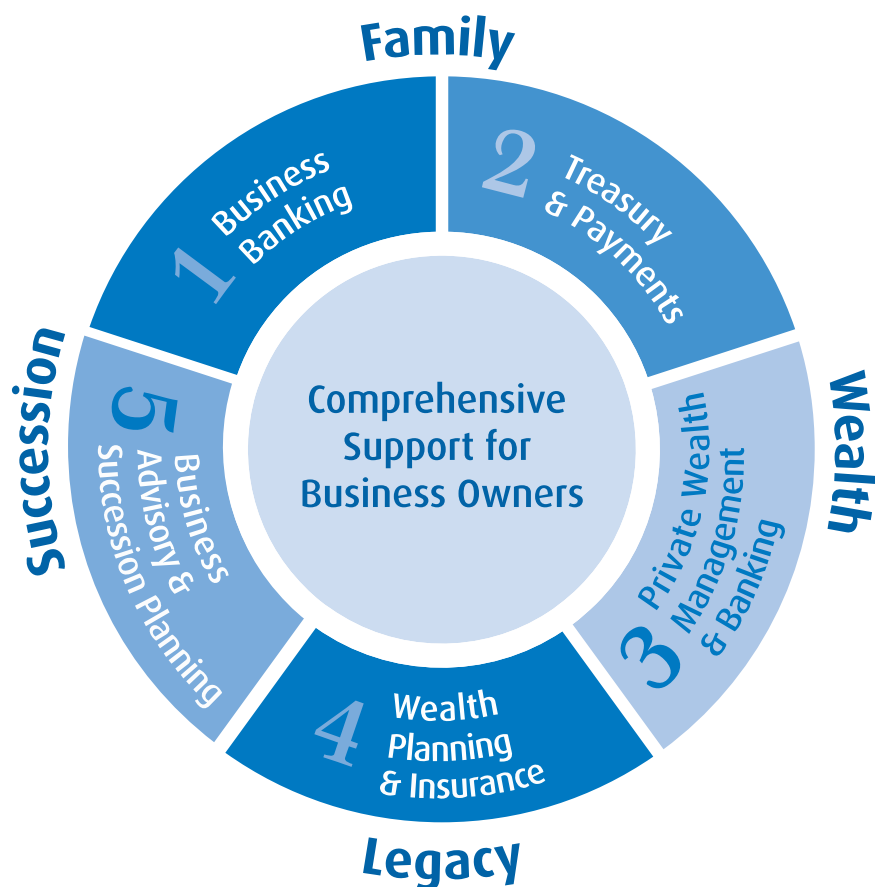 Family
1
Business
Banking
2
Treasury
& Payments
Wealth
3
Private Wealth
Management
& Banking
4
Wealth
Planning
& Insurance
Legacy
5
Business
Advisory &
Succession Planning
Succession
Comprehensive
Support for
Business Owners